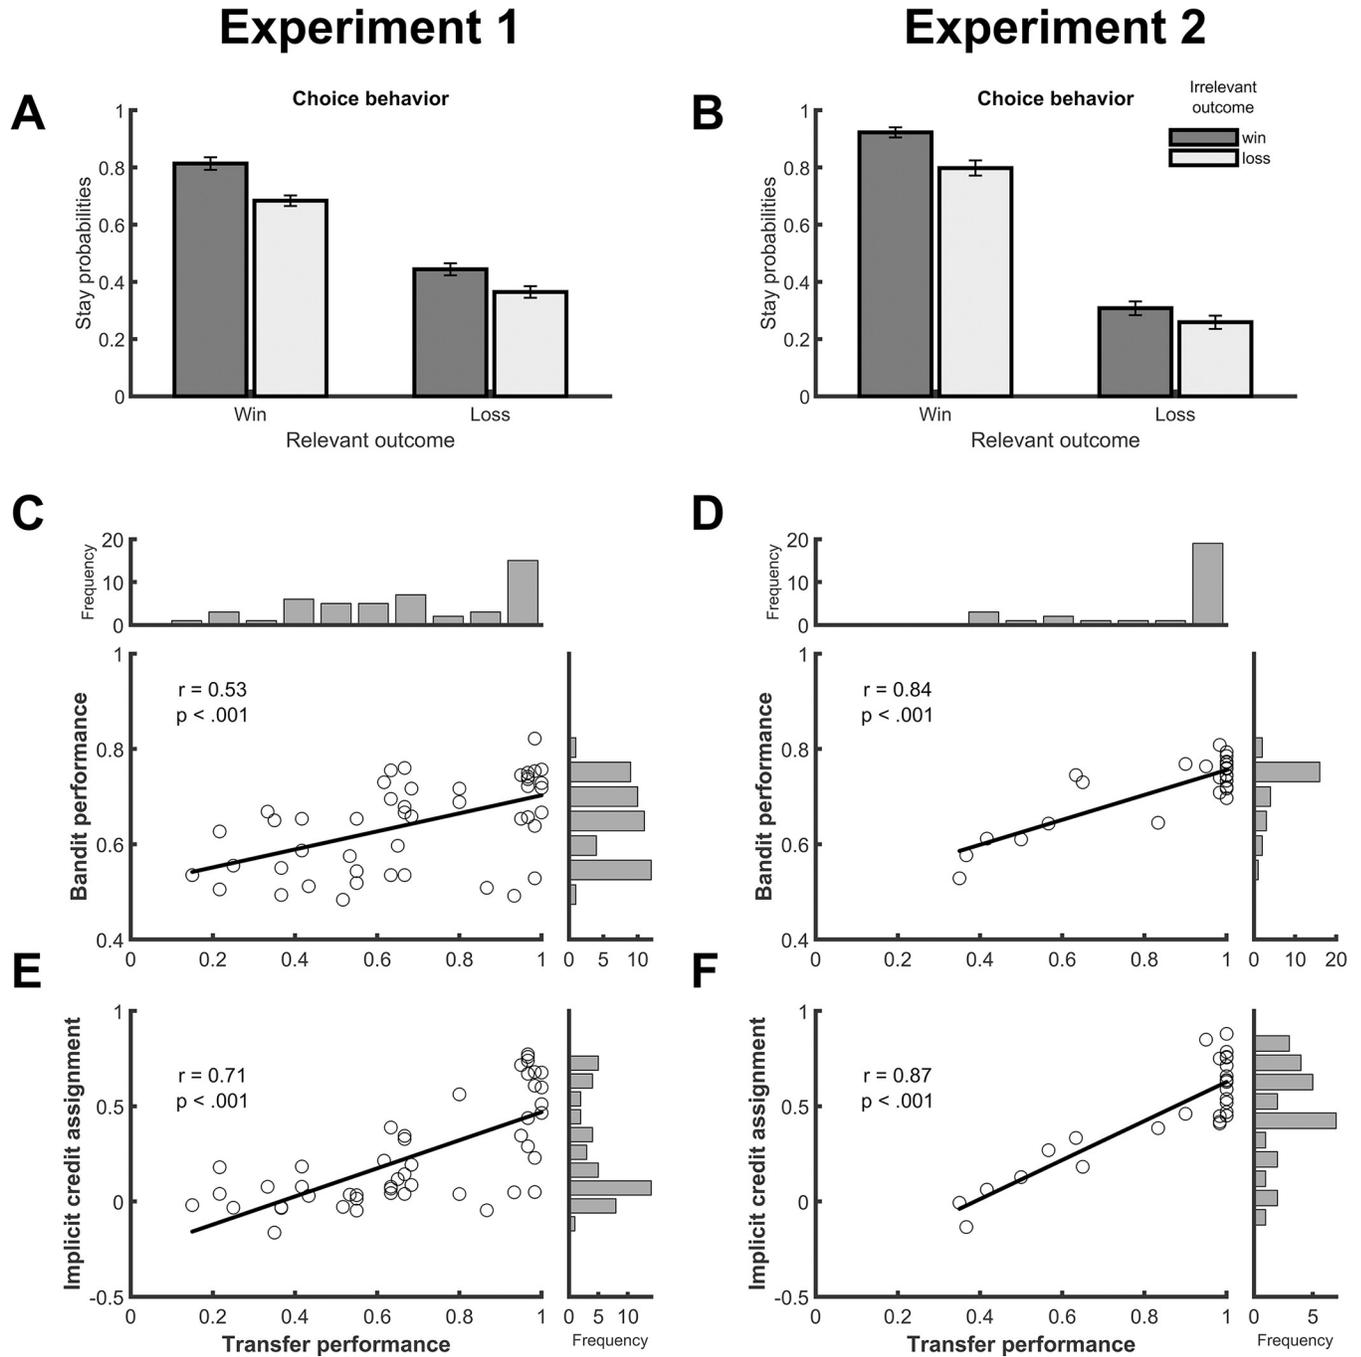 Experiment 1
Experiment 2
A
Choice behavior
1
0.8
0.6
0.4
0.2
0
Stay probabilities
Win
Loss
Relevant outcome
B
Choice behavior
Irrelevant
outcome
win
loss
1
0.8
0.6
0.4
0.2
0
Stay probabilities
Win
Loss
Relevant outcome
C
20
10
0
Frequency
1
0.8
0.6
0.4
Bandit performance
r = 0.53
p < .001
0
0.2
0.4
0.6
0.8
1
0
5
10
D
20
10
0
Frequency
1
0.8
0.6
0.4
Bandit performance
r = 0.84
p < .001
0
0.2
0.4
0.6
0.8
1
0
10
20
E
1
0.5
0
-0.5
Implicit credit assignment
r = 0.71
p < .001
0
0.2
0.4
0.6
0.8
1
Transfer performance
0
5
10
Frequency
F
1
0.5
0
-0.5
Implicit credit assignment
r = 0.87
p < .001
0
0.2
0.4
0.6
0.8
1
Transfer performance
0
5
Frequency